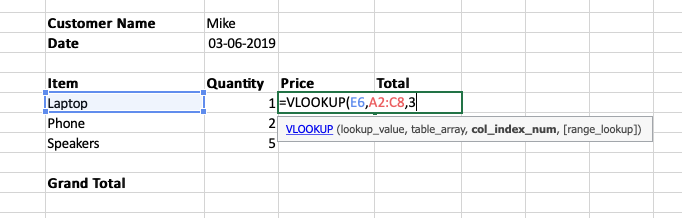 Customer Name Mike
Date 03-06-2019
Item Quantity Price Total
Laptop 1 =VLOOKUP(E6,A2:C8,3
Phone 2
VLOOKUP (lookup_value, table_array, col_index_num, [range_lookup])
Speakers 5
Grand Total